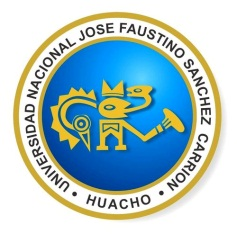 UNIVERSIDAD NACIONAL JOSE FAUSTINO SANCHEZ CARRION
• HUACHO •